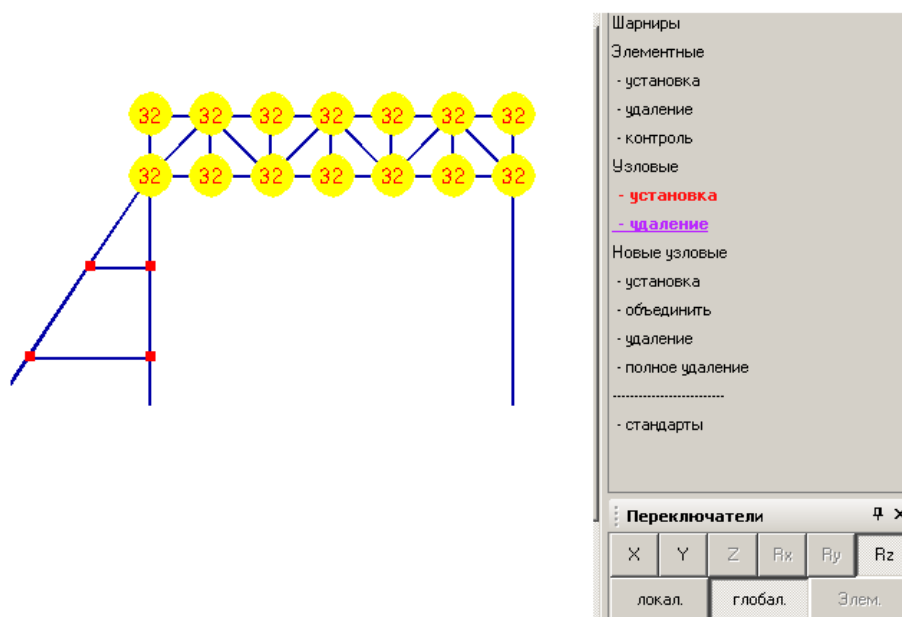 32 32 32 32 32 32 32
32 32 32 32 32 32 32
Шарниры
Элементные
- установка
- удаление
- контроль
Узловые
- установка
- удаление
Новые узловые
- установка
- объединить
- удаление
- полное удаление
--------------------------
- стандарты
Переключатели
X Y Z Rx Ry Rz
локал. глобал. Элем.